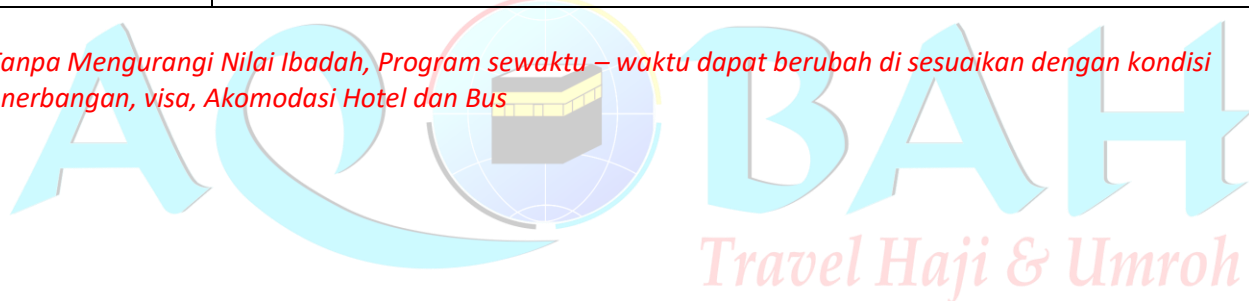 anpa Mengurangi Nilai Ibadah, Program sewaktu – waktu dapat berubah di sesuaikan dengan kondisi
nerbangan, visa, Akomodasi Hotel dan Bus
AQOBAH
Travel Haji & Umroh